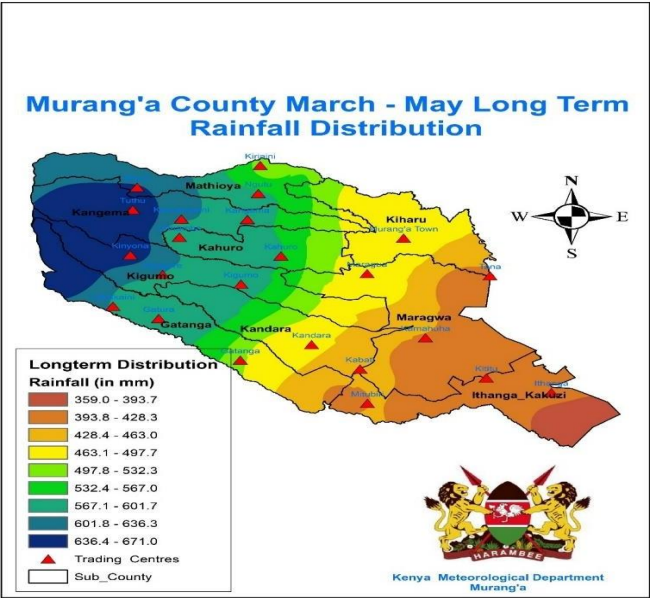 Murang'a County March - May Long Term
Rainfall Distribution
Kiriaini
Mathioya
Tuthu
Kangema
N
W E
S
Kiharu
Murang'a Town
Kahuro
Kinyona
Kigumo
Kigumo
Gatanga
Kandara
Maragwa
Kandara
Gatanga
Kabati
Ithanga
Ithanga_Kakuzi
Longterm Distribution
Rainfall (in mm)
359.0 - 393.7
393.8 - 428.3
428.4 - 463.0
463.1 - 497.7
497.8 - 532.3
532.4 - 567.0
567.1 - 601.7
601.8 - 636.3
636.4 - 671.0
Trading Centres
Sub_County
HARAMBEE
Kenya Meteorological Department
Murang'a